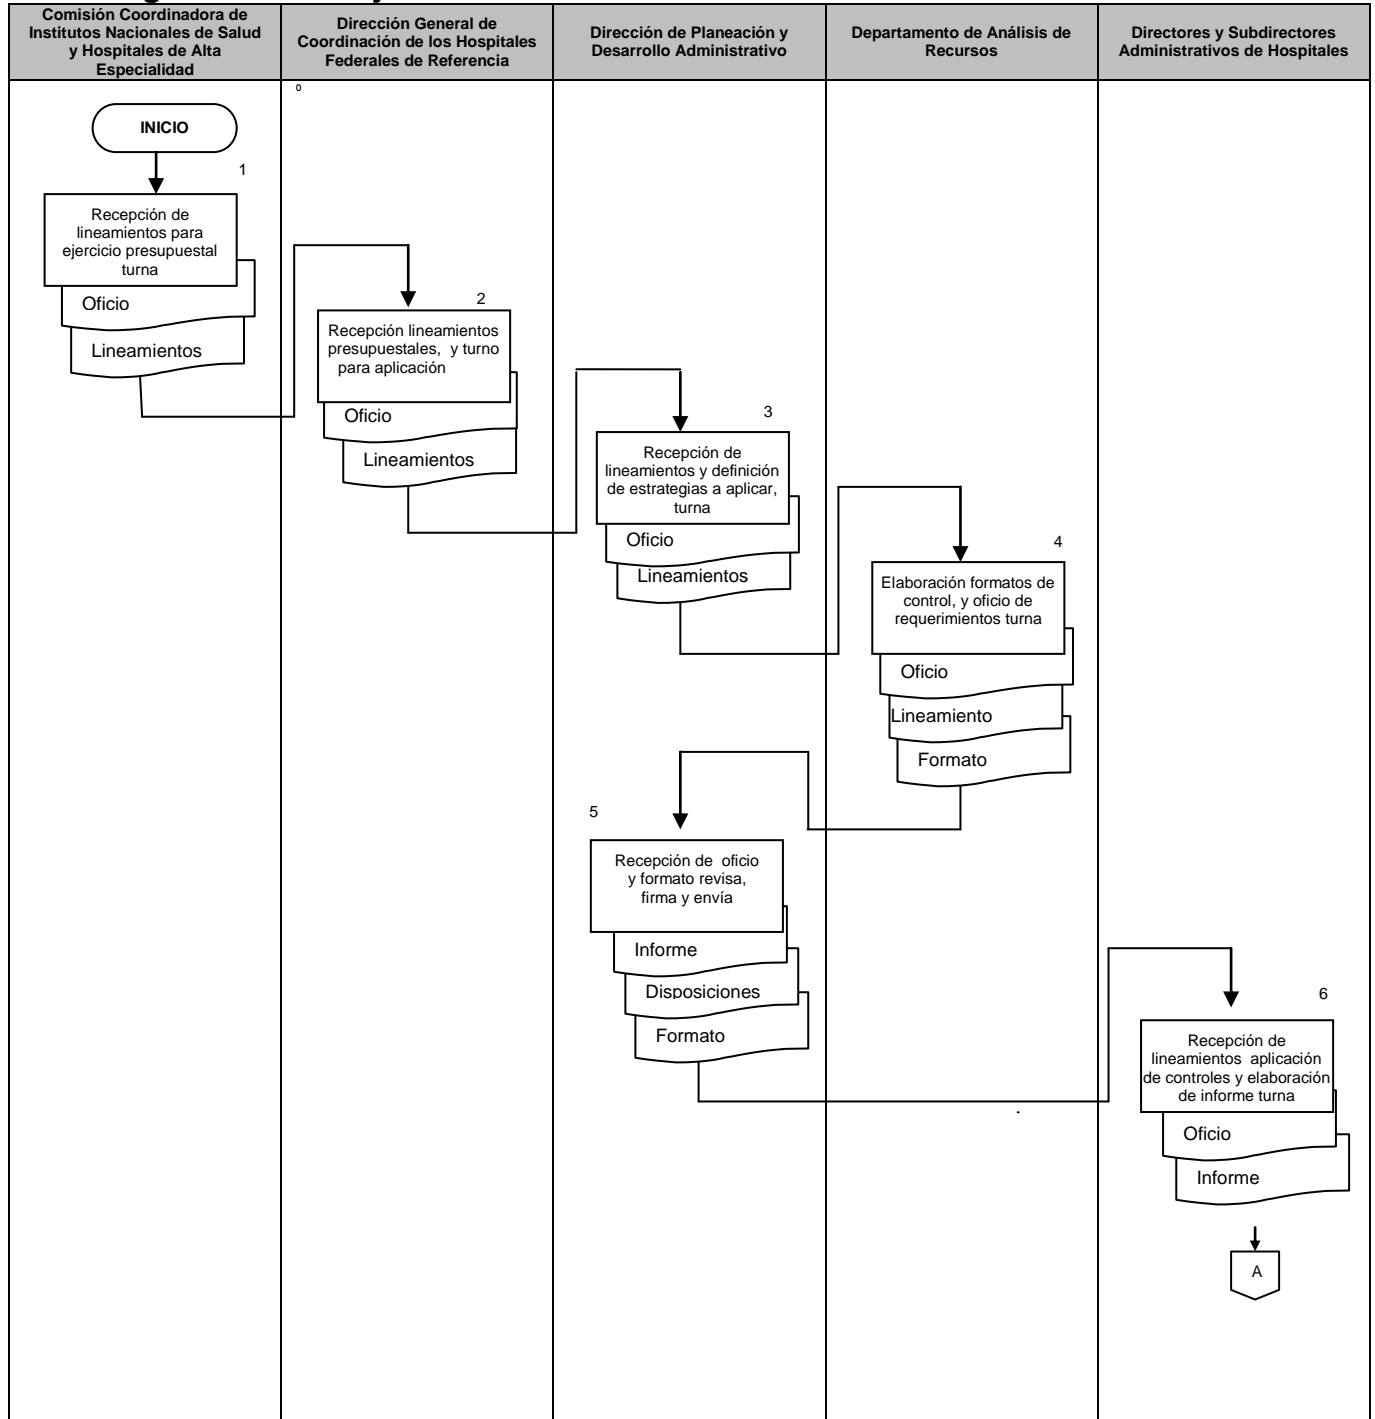 Comisión Coordinadora de
Institutos Nacionales de Salud
y Hospitales de Alta
Especialidad
Dirección General de
Coordinación de los Hospitales
Federales de Referencia
Dirección de Planeación y
Desarrollo Administrativo
Departamento de Análisis de
Recursos
Directores y Subdirectores
Administrativos de Hospitales
º
INICIO
1
Recepción de
lineamientos para
ejercicio presupuestal
turna
Oficio
Lineamientos
2
Recepción lineamientos
presupuestales, y turno
para aplicación
Oficio
Lineamientos
3
Recepción de
lineamientos y definición
de estrategias a aplicar,
turna
Oficio
Lineamientos
4
Elaboración formatos de
control, y oficio de
requerimientos turna
Oficio
Lineamiento
Formato
5
Recepción de oficio
y formato revisa,
firma y envía
Informe
Disposiciones
Formato
6
Recepción de
lineamientos aplicación
de controles y elaboración
de informe turna
Oficio
Informe
A